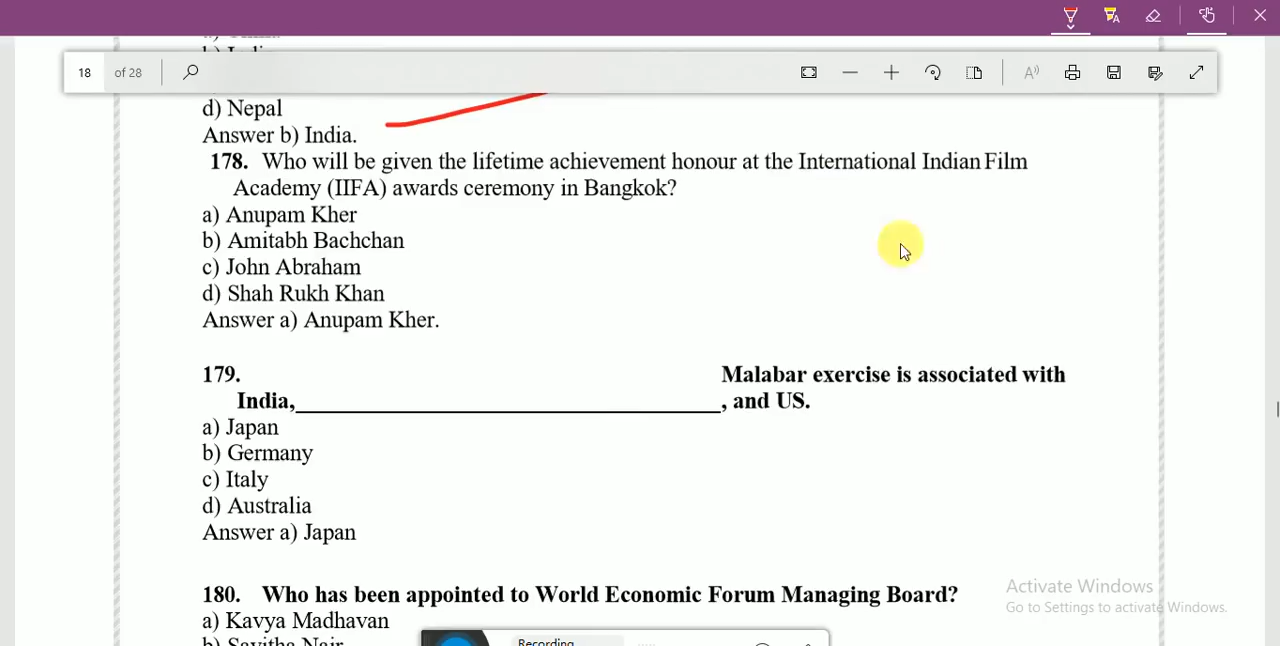 18 of 28
d) Nepal
Answer b) India.
178. Who will be given the lifetime achievement honour at the International Indian Film
Academy (IIFA) awards ceremony in Bangkok?
a) Anupam Kher
b) Amitabh Bachchan
c) John Abraham
d) Shah Rukh Khan
Answer a) Anupam Kher.
179. Malabar exercise is associated with
India,______________________________, and US.
a) Japan
b) Germany
c) Italy
d) Australia
Answer a) Japan
180. Who has been appointed to World Economic Forum Managing Board?
a) Kavya Madhavan
b) Savitha Nair
Activate Windows
Go to Settings to activate Windows.
Recording